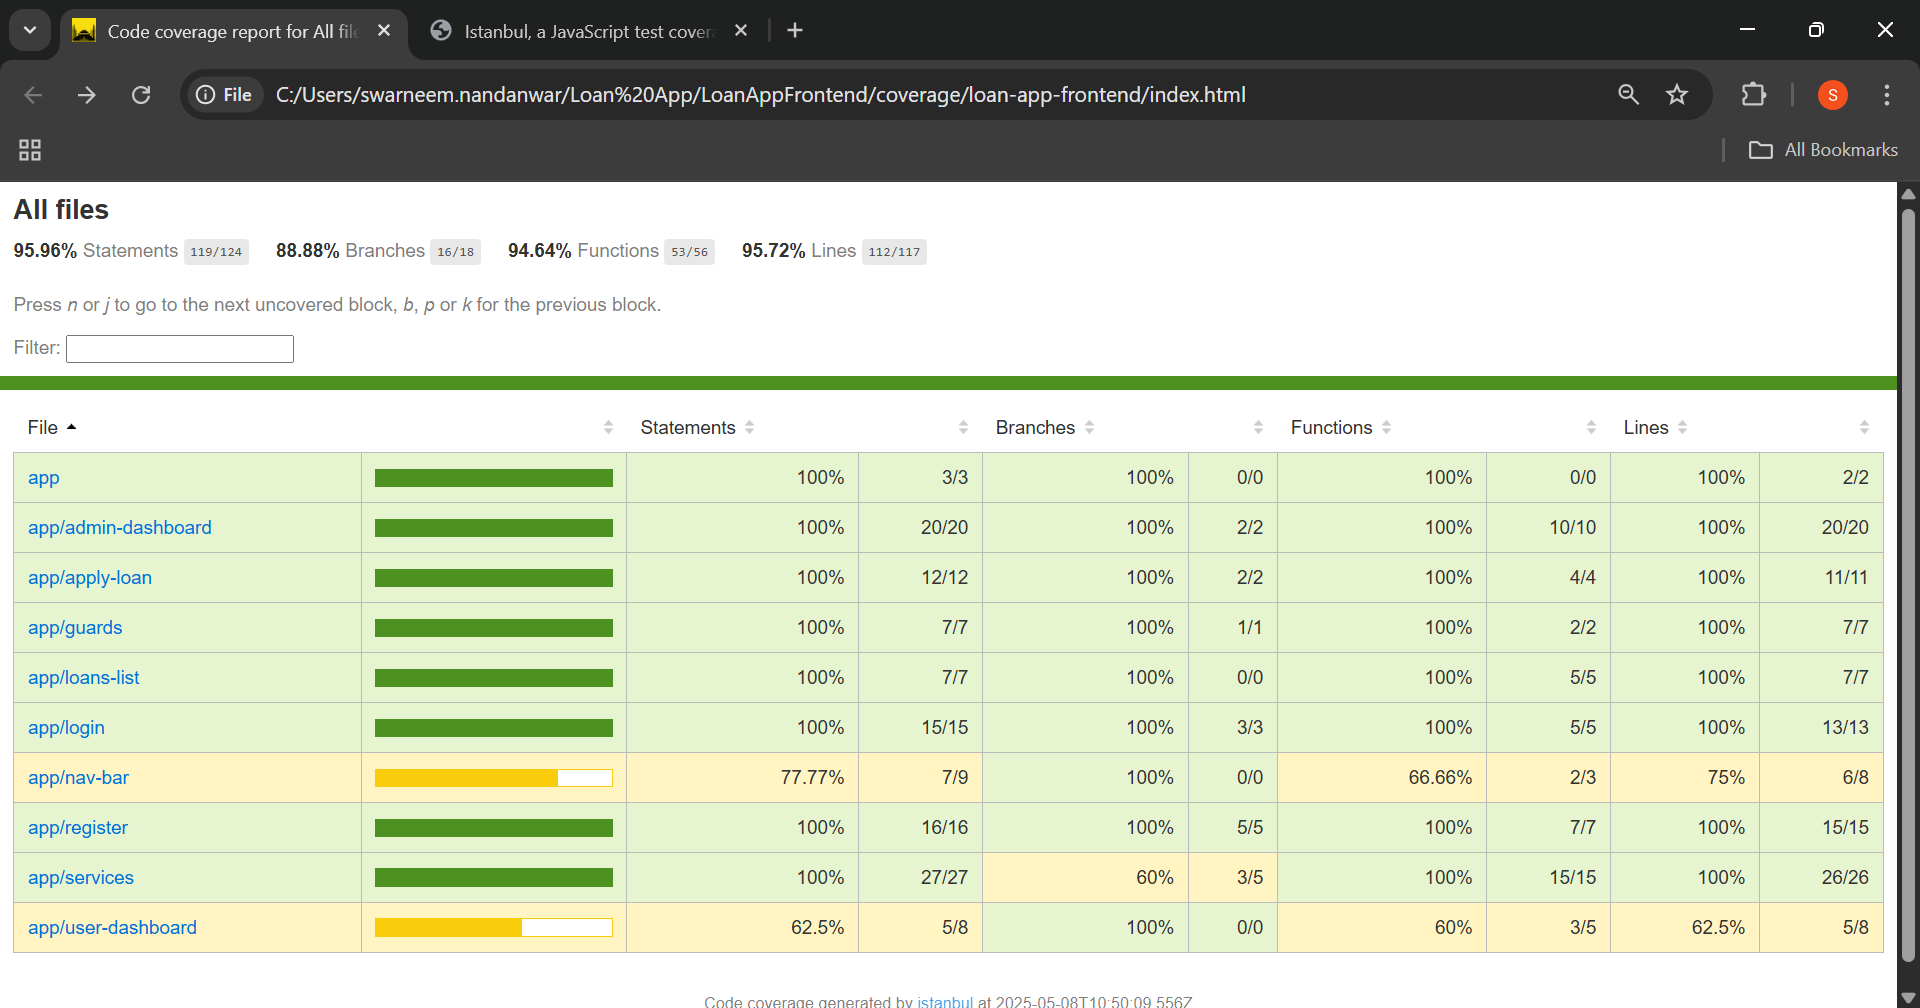 Code coverage report for All file
Istanbul, a JavaScript test covera
File
C:/Users/swarneem.nandanwar/Loan%20App/LoanAppFrontend/coverage/loan-app-frontend/index.html
S
All Bookmarks
All files
95.96% Statements 119/124 88.88% Branches 16/18 94.64% Functions 53/56 95.72% Lines 112/117
Press n or j to go to the next uncovered block, b, p or k for the previous block.
Filter:
File Statements Branches Functions Lines
app 100% 3/3 100% 0/0 100% 0/0 100% 2/2
app/admin-dashboard 100% 20/20 100% 2/2 100% 10/10 100% 20/20
app/apply-loan 100% 12/12 100% 2/2 100% 4/4 100% 11/11
app/guards 100% 7/7 100% 1/1 100% 2/2 100% 7/7
app/loans-list 100% 7/7 100% 0/0 100% 5/5 100% 7/7
app/login 100% 15/15 100% 3/3 100% 5/5 100% 13/13
app/nav-bar 77.77% 7/9 100% 0/0 66.66% 2/3 75% 6/8
app/register 100% 16/16 100% 5/5 100% 7/7 100% 15/15
app/services 100% 27/27 60% 3/5 100% 15/15 100% 26/26
app/user-dashboard 62.5% 5/8 100% 0/0 60% 3/5 62.5% 5/8
Code coverage generated by istanbul at 2025-05-08T10:50:09.556Z